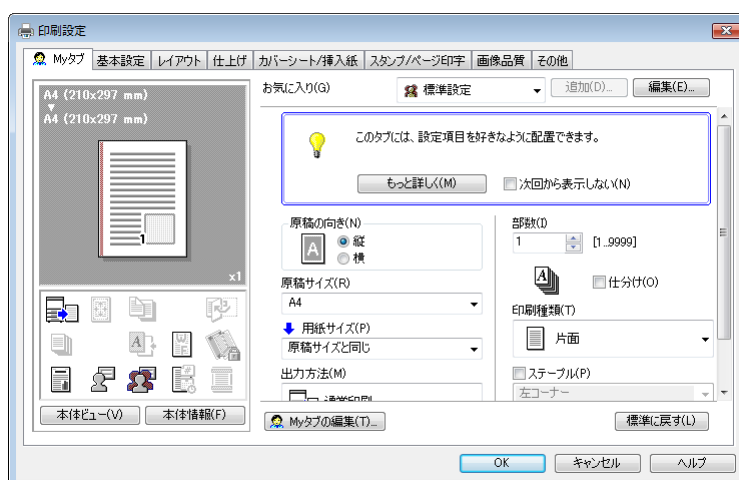 印刷設定
Myタブ 基本設定 レイアウト 仕上げ カバーシート/挿入紙 スタンプ/ページ印字 画像品質 その他
A4 (210x297 mm)
A4 (210x297 mm)
1
x1
本体ビュー(V) 本体情報(F)
お気に入り(G) 標準設定 追加(D)... 編集(E)...
このタブには、設定項目を好きなように配置できます。
もっと詳しく(M) 次回から表示しない(N)
原稿の向き(N)
A 縦
横
原稿サイズ(R)
A4
用紙サイズ(P)
原稿サイズと同じ
出力方法(M)
通常印刷
部数(I)
1 [1..9999]
A 仕分け(O)
印刷種類(T)
片面
ステープル(P)
左コーナー
Myタブの編集(T)... 標準に戻す(L)
OK キャンセル ヘルプ